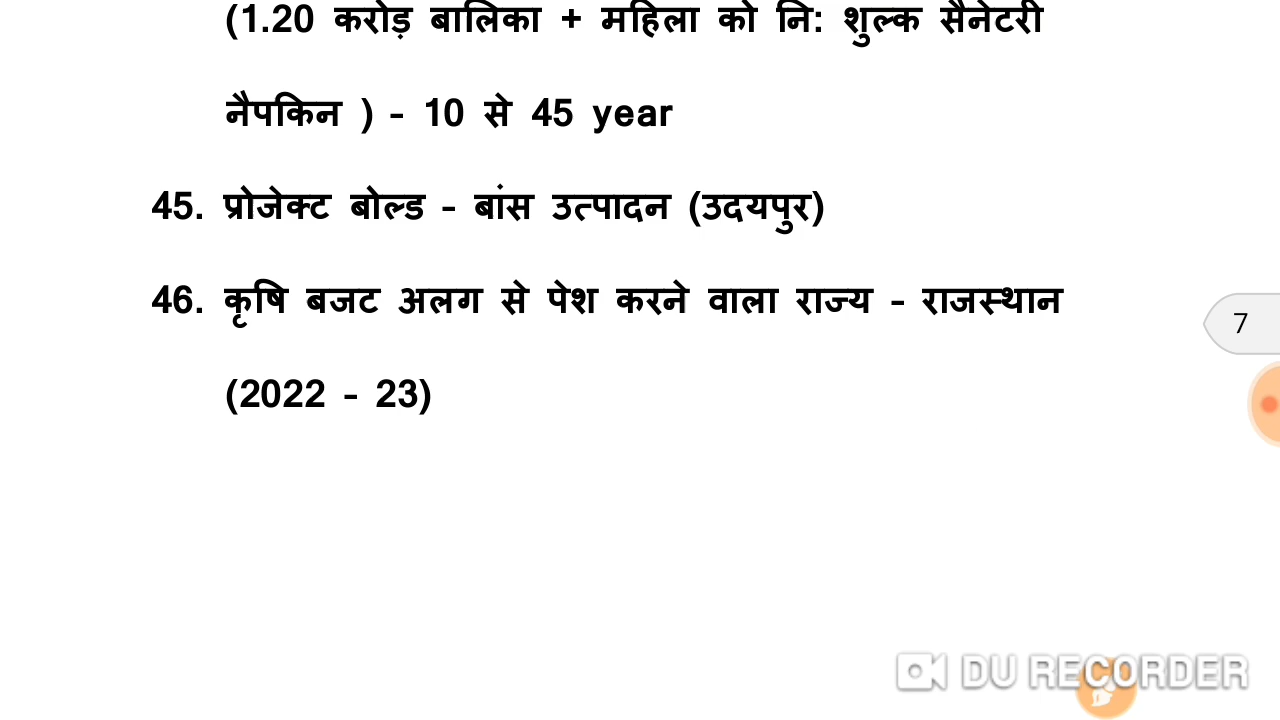 (1.20 करोड़ बालिका + महिला को नि: शुल्क सैनेटरी
नैपकिन ) - 10 से 45 year
45. प्रोजेक्ट बोल्ड - बांस उत्पादन (उदयपुर)
46. कृषि बजट अलग से पेश करने वाला राज्य - राजस्थान
7
(2022 - 23)
DU RECORDER